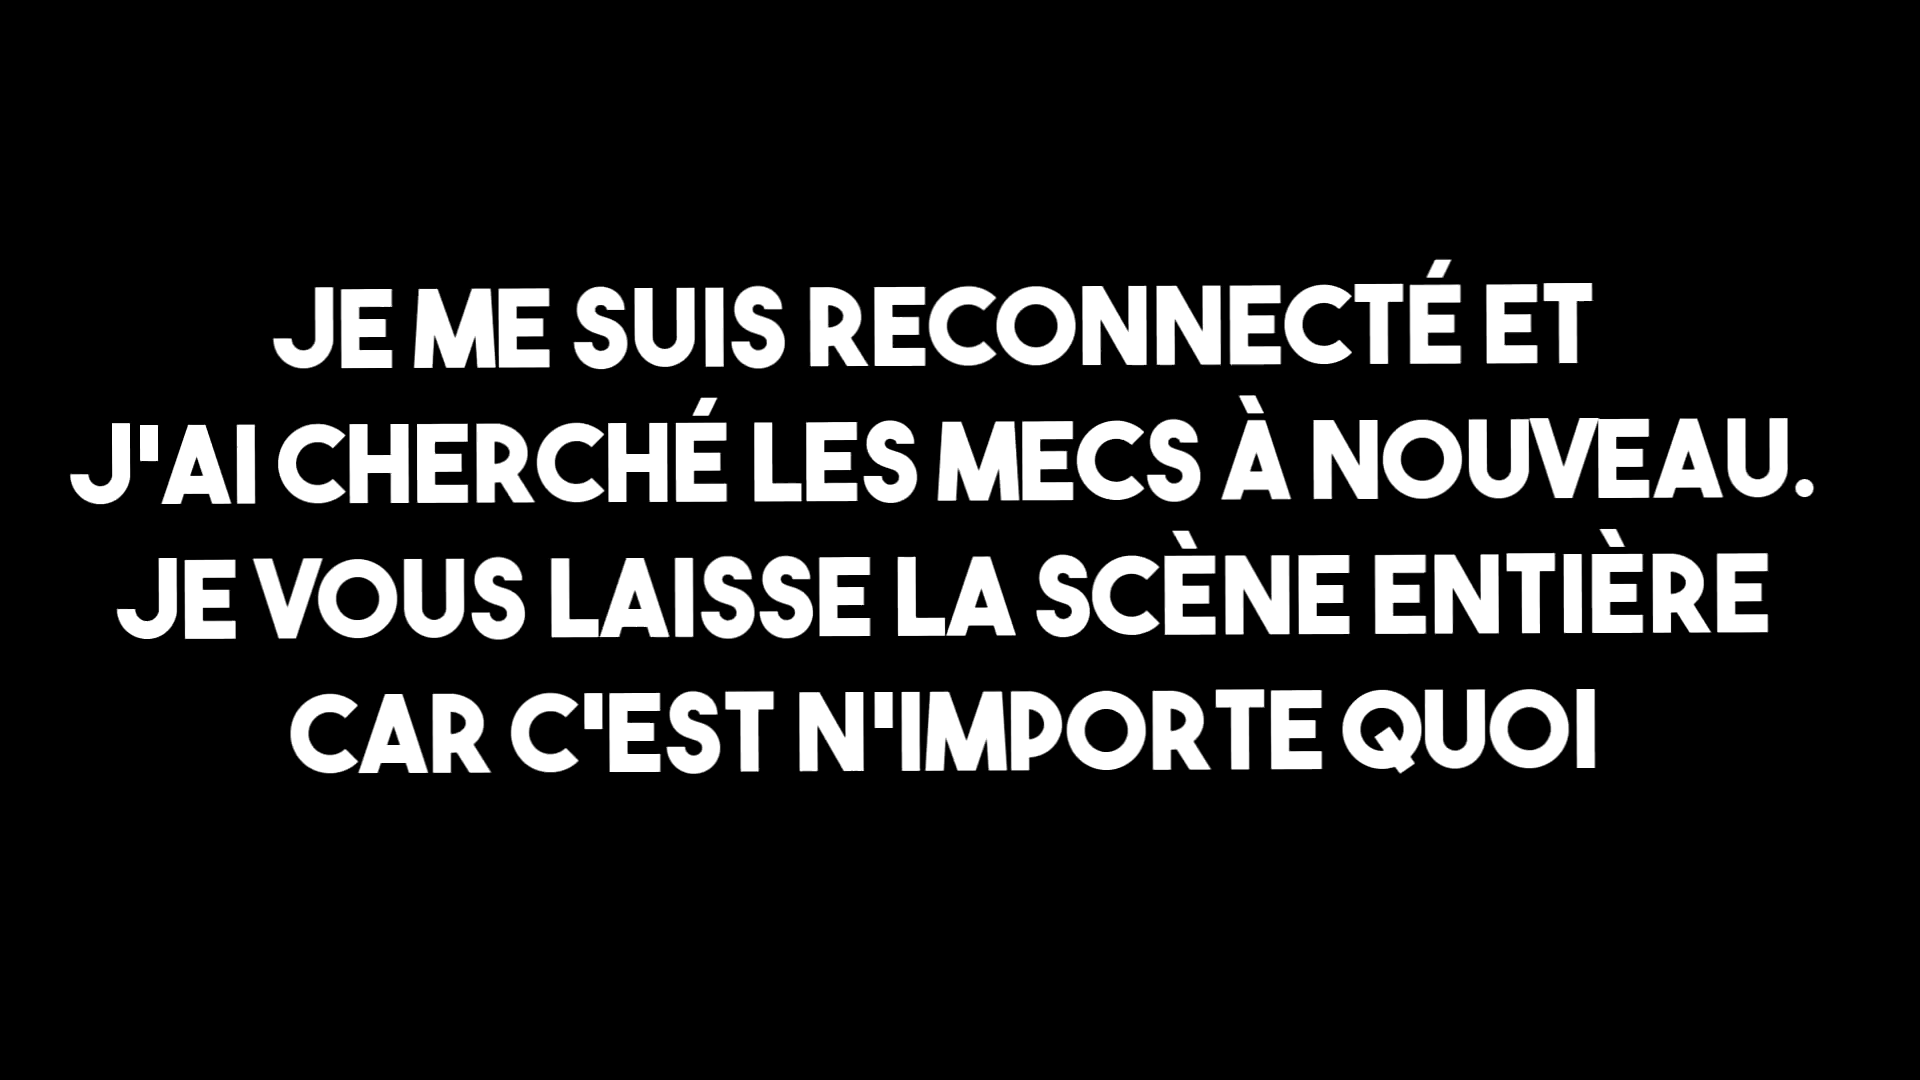 JE ME SUIS RECONNECTÉ ET
J'AI CHERCHÉ LES MECS À NOUVEAU.
JE VOUS LAISSE LA SCÈNE ENTIÈRE
CAR C'EST N'IMPORTE QUOI